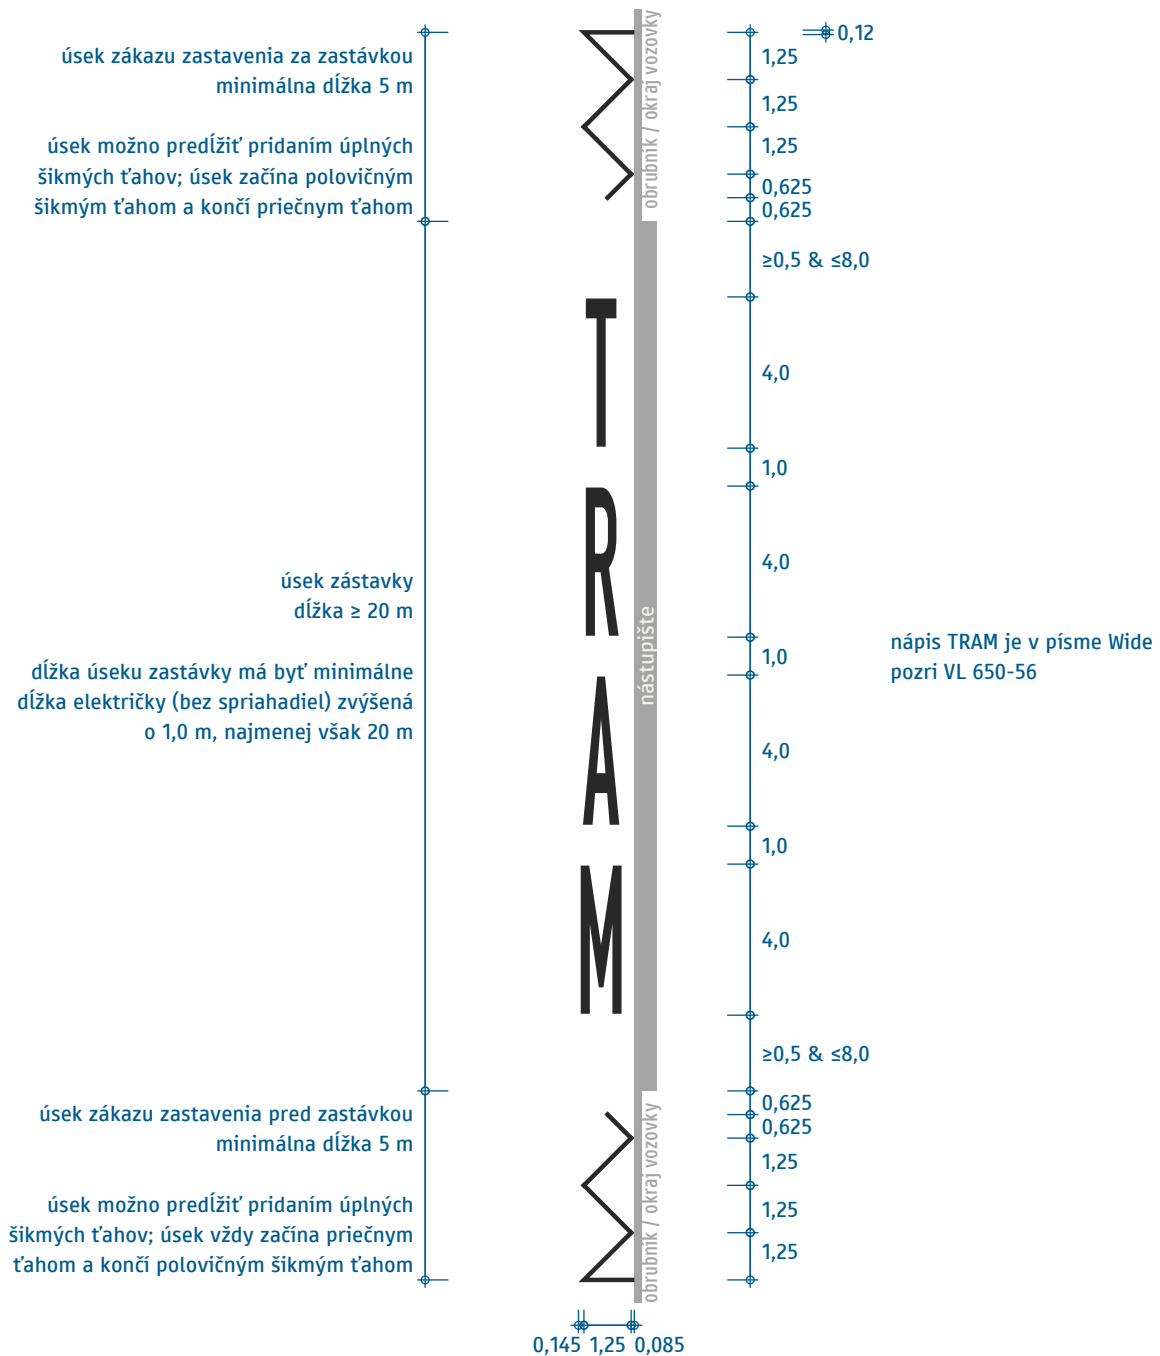 úsek zákazu zastavenia za zastávkou
minimálna dĺžka 5 m
úsek možno predĺžiť pridaním úplných
šikmých ťahov; úsek začína polovičným
šikmým ťahom a končí priečnym ťahom
úsek zástavky
dĺžka ≥ 20 m
dĺžka úseku zastávky má byť minimálne
dĺžka električky (bez spriahadiel) zvýšená
o 1,0 m, najmenej však 20 m
úsek zákazu zastavenia pred zastávkou
minimálna dĺžka 5 m
úsek možno predĺžiť pridaním úplných
šikmých ťahov; úsek vždy začína priečnym
ťahom a končí polovičným šikmým ťahom
T
R
A
M
obrubník / okraj vozovky
nástupište
obrubník / okraj vozovky
0,12
1,25
1,25
1,25
0,625
0,625
≥0,5 & ≤8,0
4,0
1,0
4,0
1,0
4,0
1,0
4,0
≥0,5 & ≤8,0
0,625
0,625
1,25
1,25
1,25
nápis TRAM je v písme Wide
pozri VL 650-56
0,145 1,25 0,085